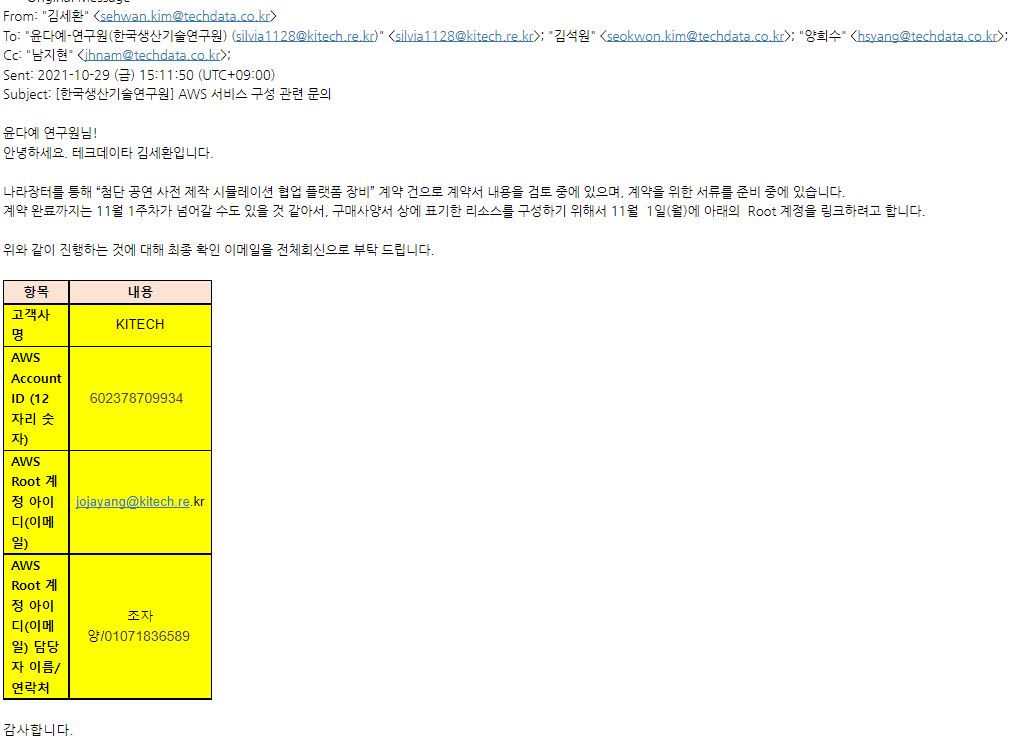 Original Message
From: "김세환" <sehwan.kim@techdata.co.kr>
To: "윤다예-연구원(한국생산기술연구원) (silvia1128@kitech.re.kr)" <silvia1128@kitech.re.kr>; "김석원" <seokwon.kim@techdata.co.kr>; "양희수" <hsyang@techdata.co.kr>;
Cc: "남지현" <jhnam@techdata.co.kr>;
Sent: 2021-10-29 (금) 15:11:50 (UTC+09:00)
Subject: [한국생산기술연구원] AWS 서비스 구성 관련 문의
윤다예 연구원님!
안녕하세요. 테크데이타 김세환입니다.
나라장터를 통해 “첨단 공연 사전 제작 시뮬레이션 협업 플랫폼 장비” 계약 건으로 계약서 내용을 검토 중에 있으며, 계약을 위한 서류를 준비 중에 있습니다.
계약 완료까지는 11월 1주차가 넘어갈 수도 있을 것 같아서, 구매사양서 상에 표기한 리소스를 구성하기 위해서 11월  1일(월)에 아래의  Root 계정을 링크하려고 합니다.
위와 같이 진행하는 것에 대해 최종 확인 이메일을 전체회신으로 부탁 드립니다.
항목 내용
고객사
명
KITECH
AWS
Account
ID (12
자리 숫
자)
602378709934
AWS
Root 계
정 아이
디(이메
일)
jojayang@kitech.re.kr
AWS
Root 계
정 아이
디(이메
일) 담당
자 이름/
연락처
조자
양/01071836589
감사합니다.